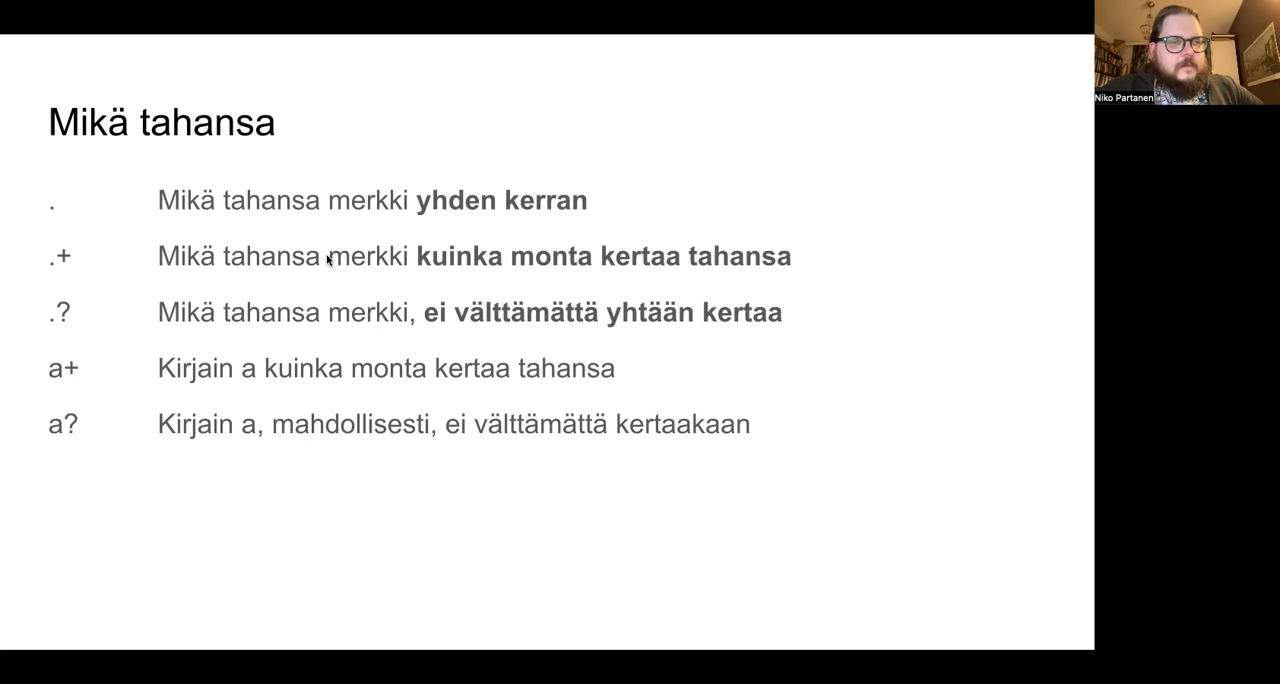 Mikä tahansa
. Mikä tahansa merkki yhden kerran
.+ Mikä tahansa merkki kuinka monta kertaa tahansa
.? Mikä tahansa merkki, ei välttämättä yhtään kertaa
a+ Kirjain a kuinka monta kertaa tahansa
a? Kirjain a, mahdollisesti, ei välttämättä kertaakaan
Niko Partanen